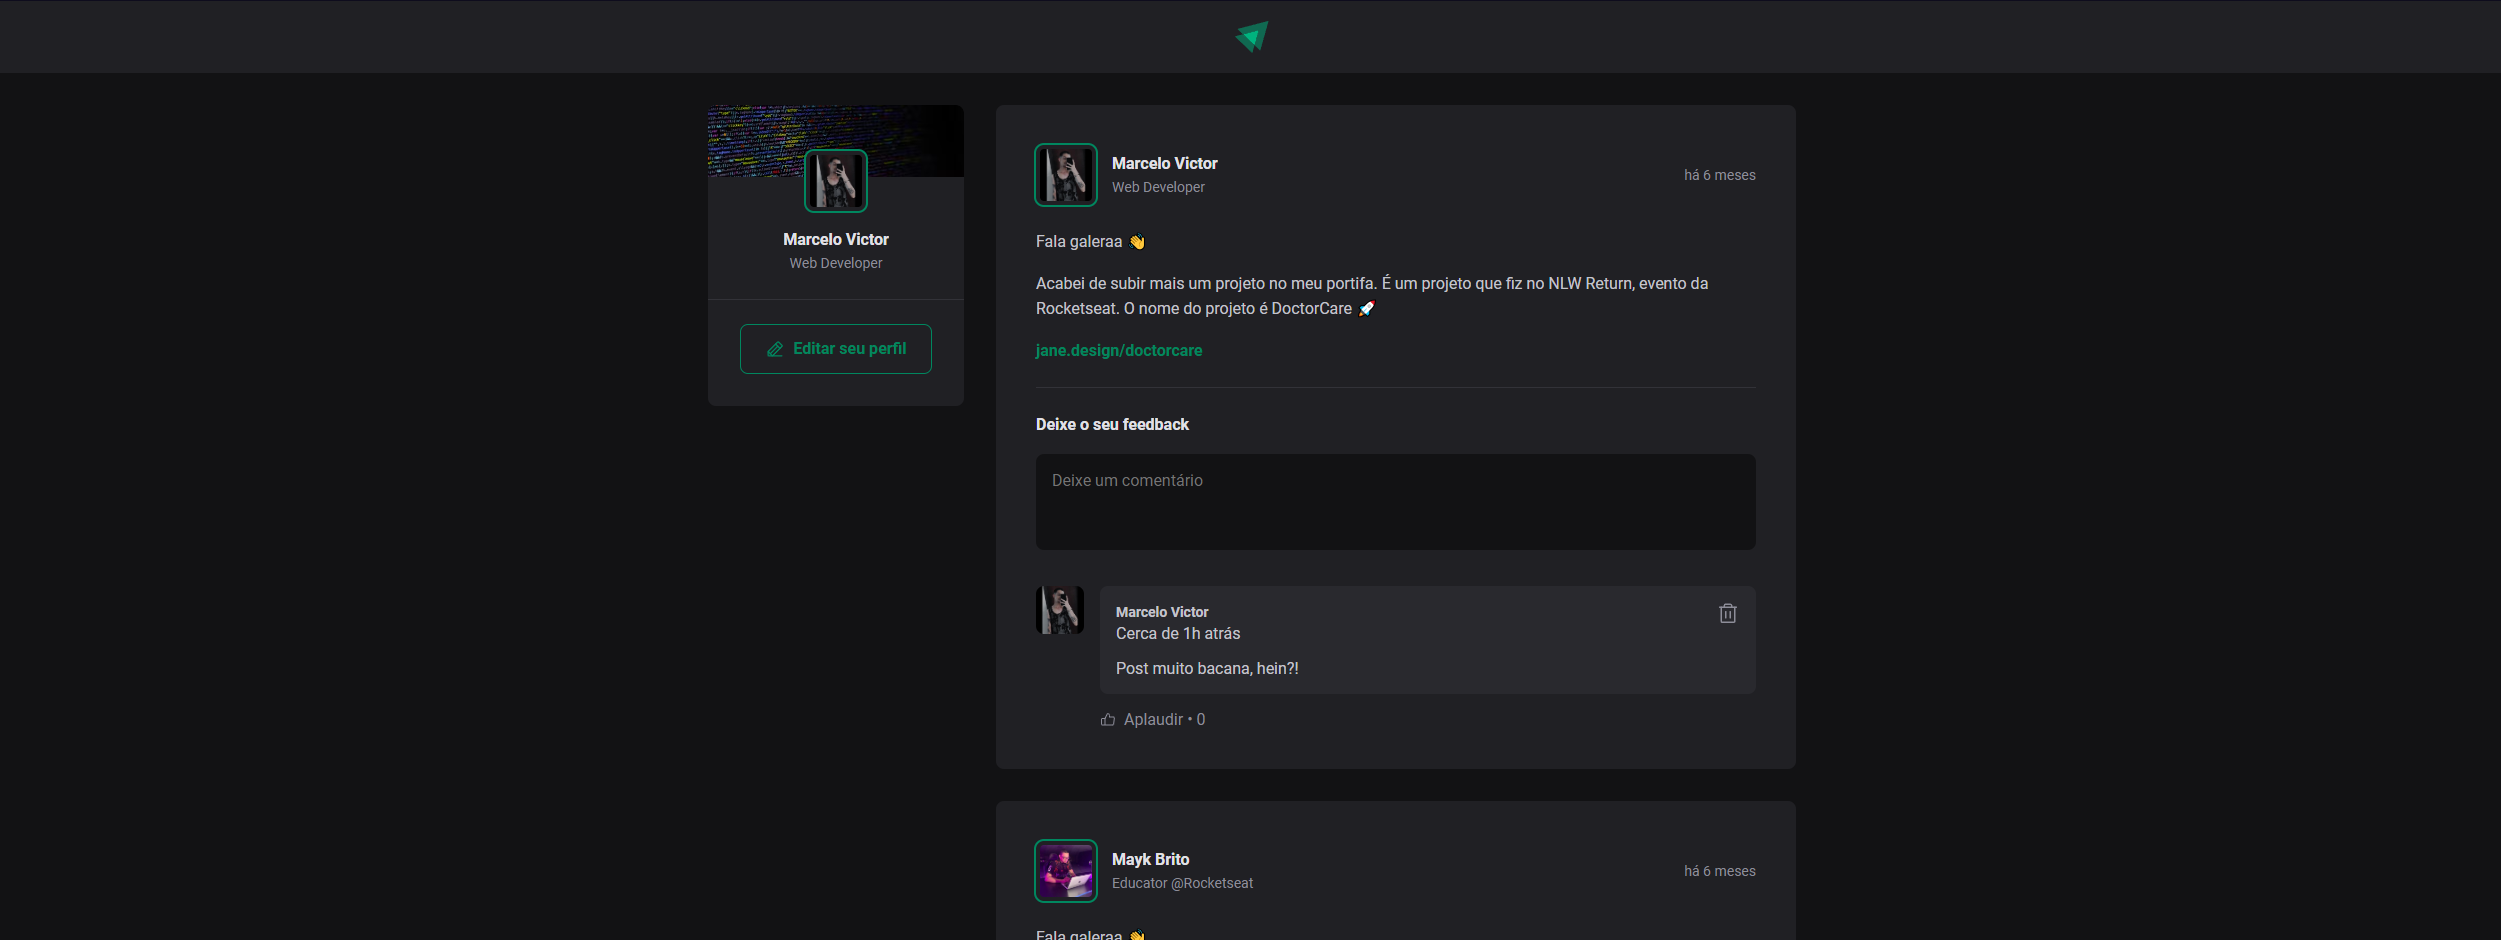 Marcelo Victor
Web Developer
Editar seu perfil
Marcelo Victor
Web Developer
há 6 meses
Fala galeraa 👋
Acabei de subir mais um projeto no meu portifa. É um projeto que fiz no NLW Return, evento da
Rocketseat. O nome do projeto é DoctorCare 🚀
jane.design/doctorcare
Deixe o seu feedback
Deixe um comentário
Marcelo Victor
Cerca de 1h atrás
Post muito bacana, hein?!
Aplaudir • 0
Mayk Brito
Educator @Rocketseat
há 6 meses
Fala galeraa 👋